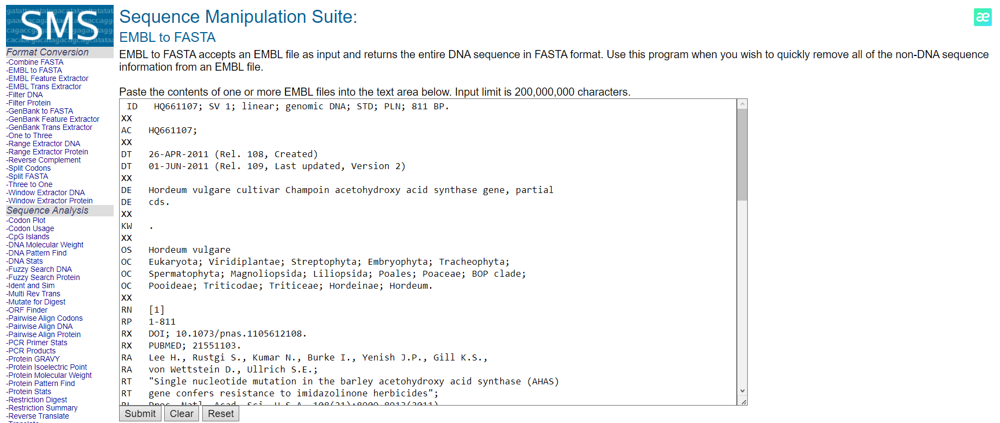 SMS
Sequence Manipulation Suite:
EMBL to FASTA
EMBL to FASTA accepts an EMBL file as input and returns the entire DNA sequence in FASTA format. Use this program when you wish to quickly remove all of the non-DNA sequence
information from an EMBL file.
Paste the contents of one or more EMBL files into the text area below. Input limit is 200,000,000 characters.
Format Conversion
-Combine FASTA
-EMBL to FASTA
-EMBL Feature Extractor
-EMBL Trans Extractor
-Filter DNA
-Filter Protein
-GenBank to FASTA
-GenBank Feature Extractor
-GenBank Trans Extractor
-One to Three
-Range Extractor DNA
-Range Extractor Protein
-Reverse Complement
-Split Codons
-Split FASTA
-Three to One
-Window Extractor DNA
-Window Extractor Protein
Sequence Analysis
-Codon Plot
-Codon Usage
-CpG Islands
-DNA Molecular Weight
-DNA Pattern Find
-DNA Stats
-Fuzzy Search DNA
-Fuzzy Search Protein
-Ident and Sim
-Multi Rev Trans
-Mutate for Digest
-ORF Finder
-Pairwise Align Codons
-Pairwise Align DNA
-Pairwise Align Protein
-PCR Primer Stats
-PCR Products
-Protein GRAVY
-Protein Isoelectric Point
-Protein Molecular Weight
-Protein Pattern Find
-Protein Stats
-Restriction Digest
-Restriction Summary
-Reverse Translate
-Translate
ID   HQ661107; SV 1; linear; genomic DNA; STD; PLN; 811 BP.
XX
AC   HQ661107;
XX
DT   26-APR-2011 (Rel. 108, Created)
DT   01-JUN-2011 (Rel. 109, Last updated, Version 2)
XX
DE   Hordeum vulgare cultivar Champoin acetohydroxy acid synthase gene, partial
DE   cds.
XX
KW   .
XX
OS   Hordeum vulgare
OC   Eukaryota; Viridiplantae; Streptophyta; Embryophyta; Tracheophyta;
OC   Spermatophyta; Magnoliopsida; Liliopsida; Poales; Poaceae; BOP clade;
OC   Pooideae; Triticodae; Triticeae; Hordeinae; Hordeum.
XX
RN   [1]
RP   1-811
RX   DOI; 10.1073/pnas.1105612108.
RX   PUBMED; 21551103.
RA   Lee H., Rustgi S., Kumar N., Burke I., Yenish J.P., Gill K.S.,
RA   von Wettstein D., Ullrich S.E.;
RT   "Single nucleotide mutation in the barley acetohydroxy acid synthase (AHAS)
RT   gene confers resistance to imidazolinone herbicides";
RL   Proc. Natl. Acad. Sci. U.S.A. 108(21):8909-8913(2011).
Submit
Clear
Reset
æ